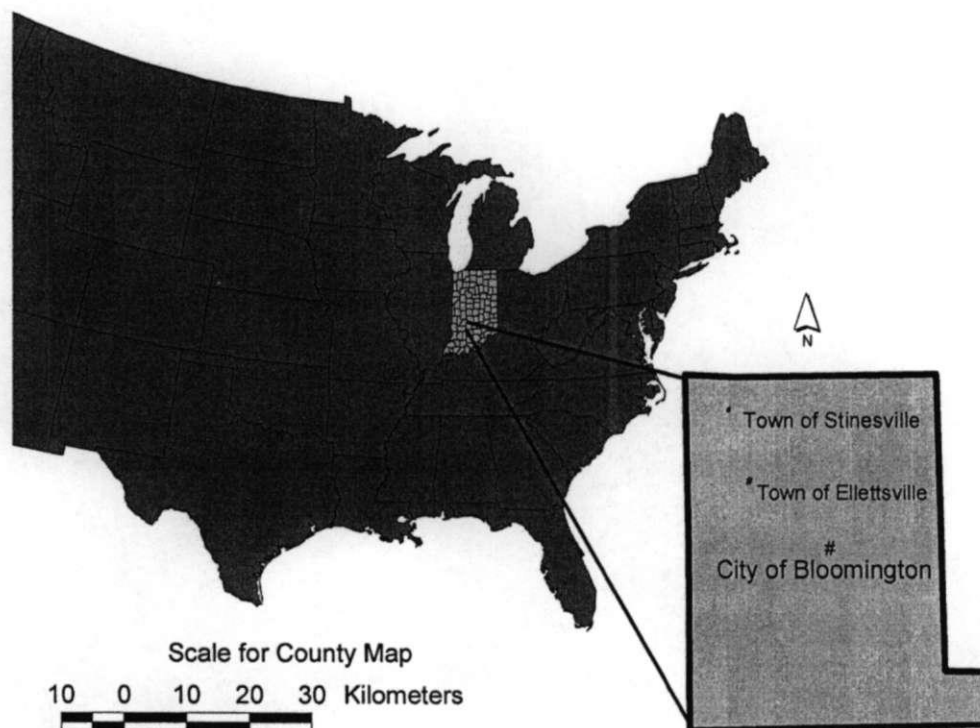 N
' Town of Stinesville
# Town of Ellettsville
#
City of Bloomington
Scale for County Map
10 0 10 20 30 Kilometers